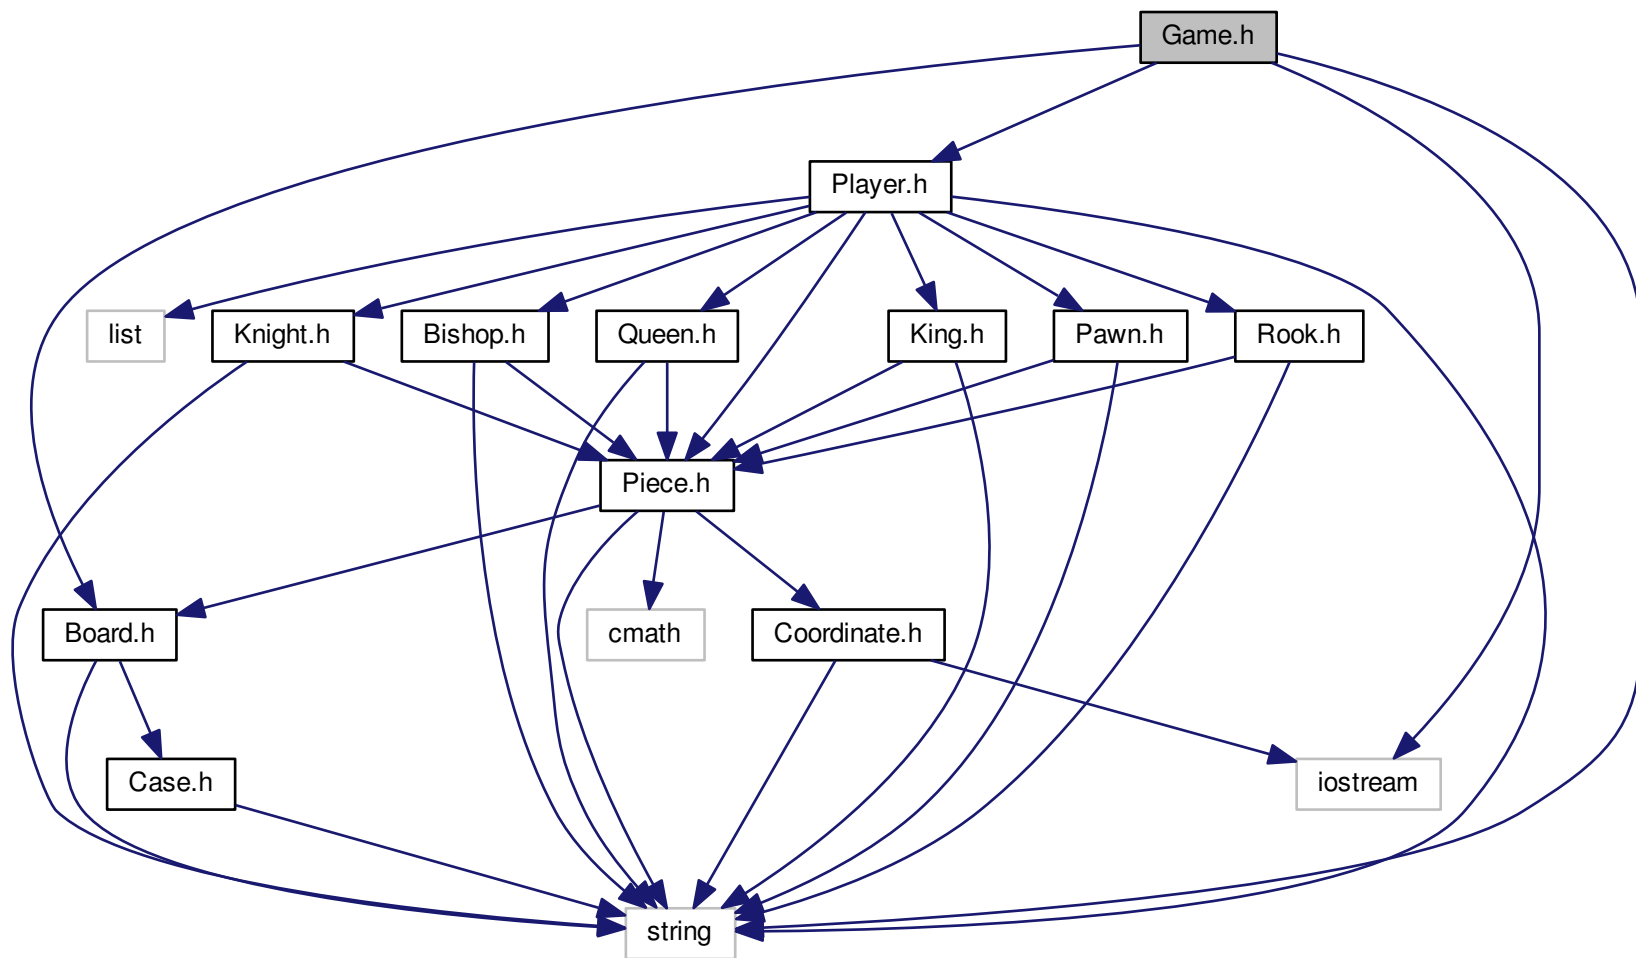 Game.h
Player.h
list
Knight.h
Bishop.h
Queen.h
King.h
Pawn.h
Rook.h
Piece.h
Board.h
cmath
Coordinate.h
Case.h
iostream
string